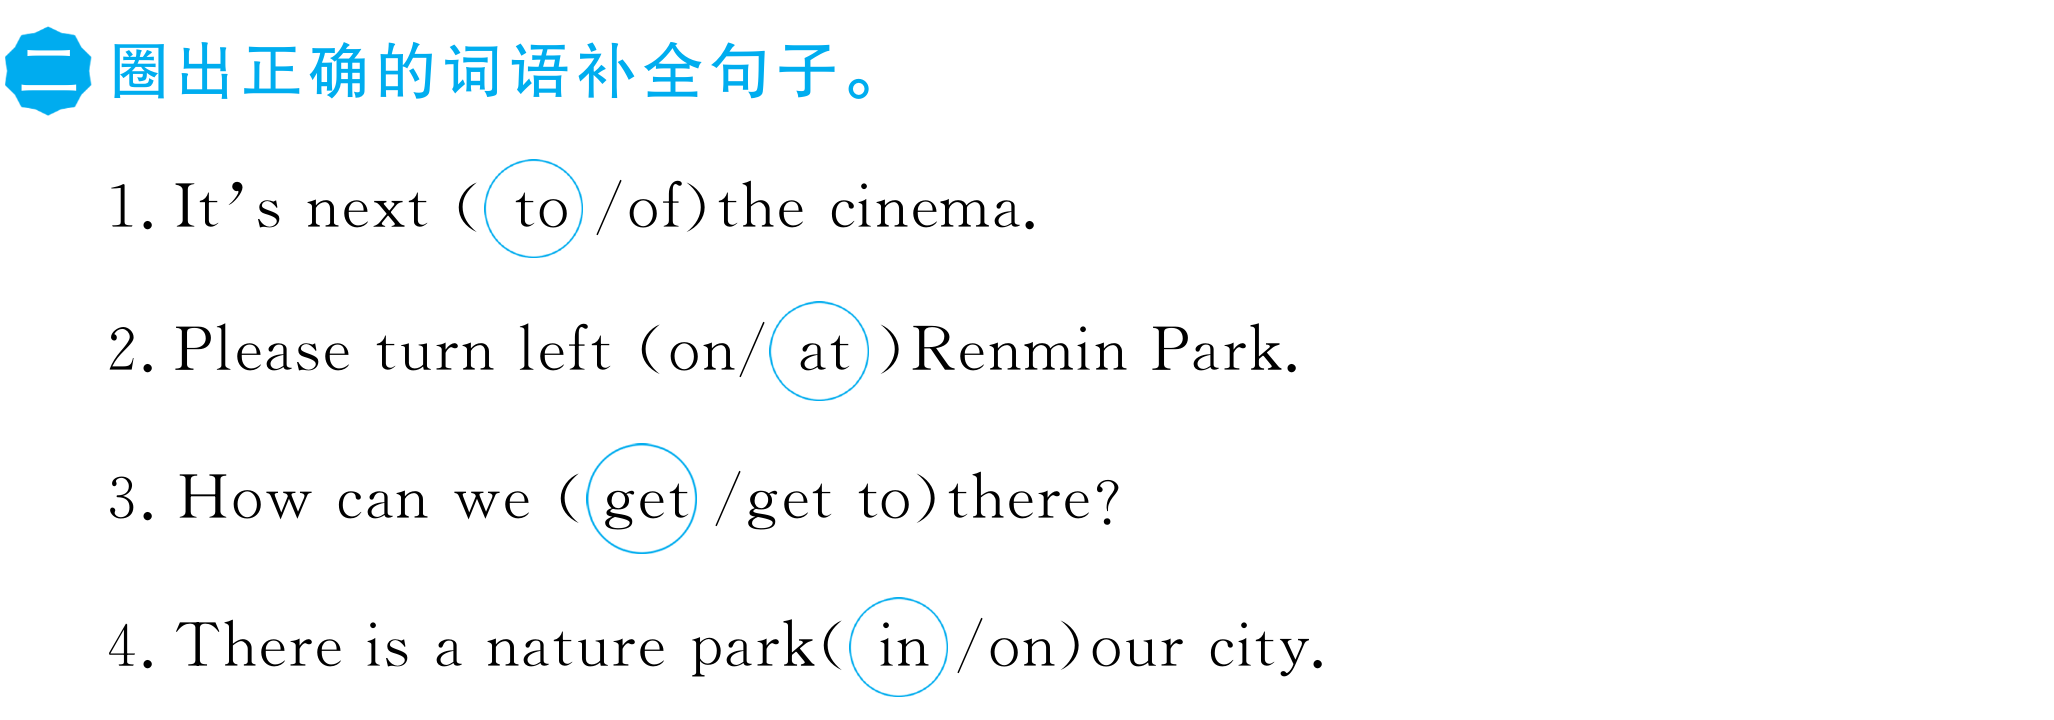 二 圈出正确的词语补全句子。
1. It’s next (to/of)the cinema.
2. Please turn left (on/at)Renmin Park.
3. How can we (get/get to)there?
4. There is a nature park(in/on)our city.